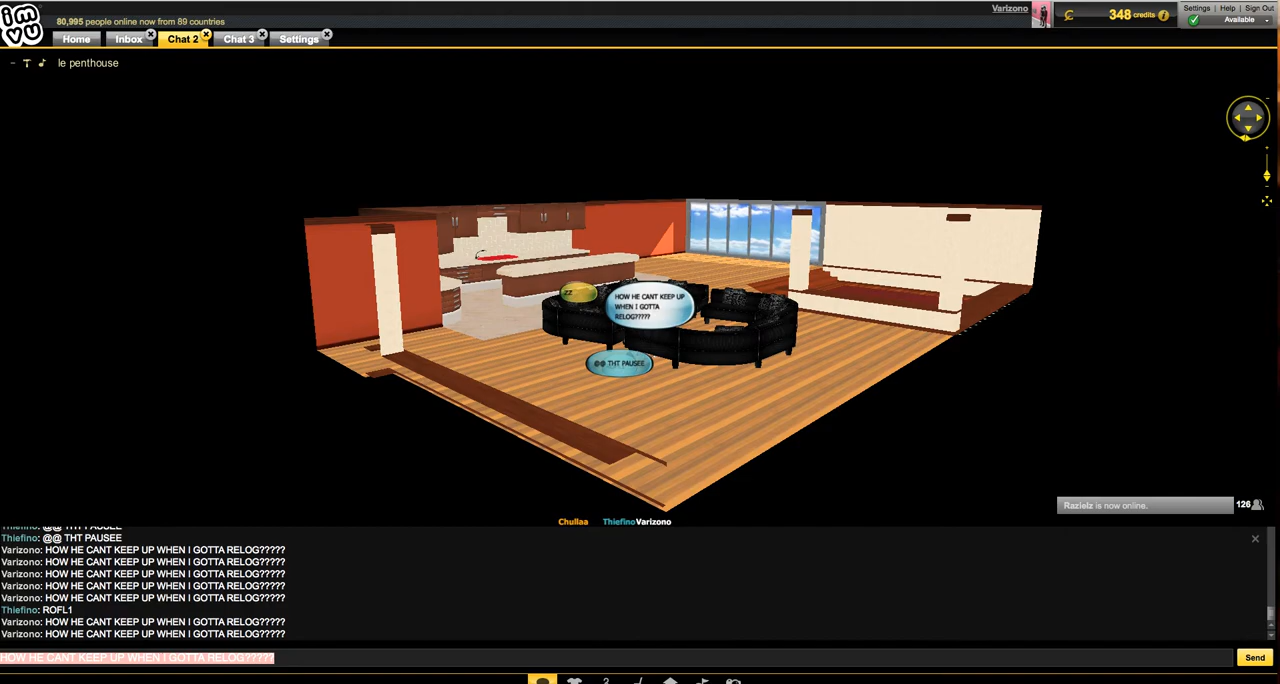 imvu
80,995 people online now from 89 countries
Varizono
348 credits
Settings | Help | Sign Out
Available
Home
Inbox
Chat 2
Chat 3
Settings
le penthouse
ZZ
HOW HE CANT KEEP UP
WHEN I GOTTA
RELOG?????
@@ THT PAUSEE
Razielz is now online.
126
Chullaa
Thiefino
Varizono
Thiefino: @@ THT PAUSEE
Thiefino: @@ THT PAUSEE
Varizono: HOW HE CANT KEEP UP WHEN I GOTTA RELOG?????
Varizono: HOW HE CANT KEEP UP WHEN I GOTTA RELOG?????
Varizono: HOW HE CANT KEEP UP WHEN I GOTTA RELOG?????
Varizono: HOW HE CANT KEEP UP WHEN I GOTTA RELOG?????
Varizono: HOW HE CANT KEEP UP WHEN I GOTTA RELOG?????
Thiefino: ROFL1
Varizono: HOW HE CANT KEEP UP WHEN I GOTTA RELOG?????
Varizono: HOW HE CANT KEEP UP WHEN I GOTTA RELOG?????
HOW HE CANT KEEP UP WHEN I GOTTA RELOG?????
Send